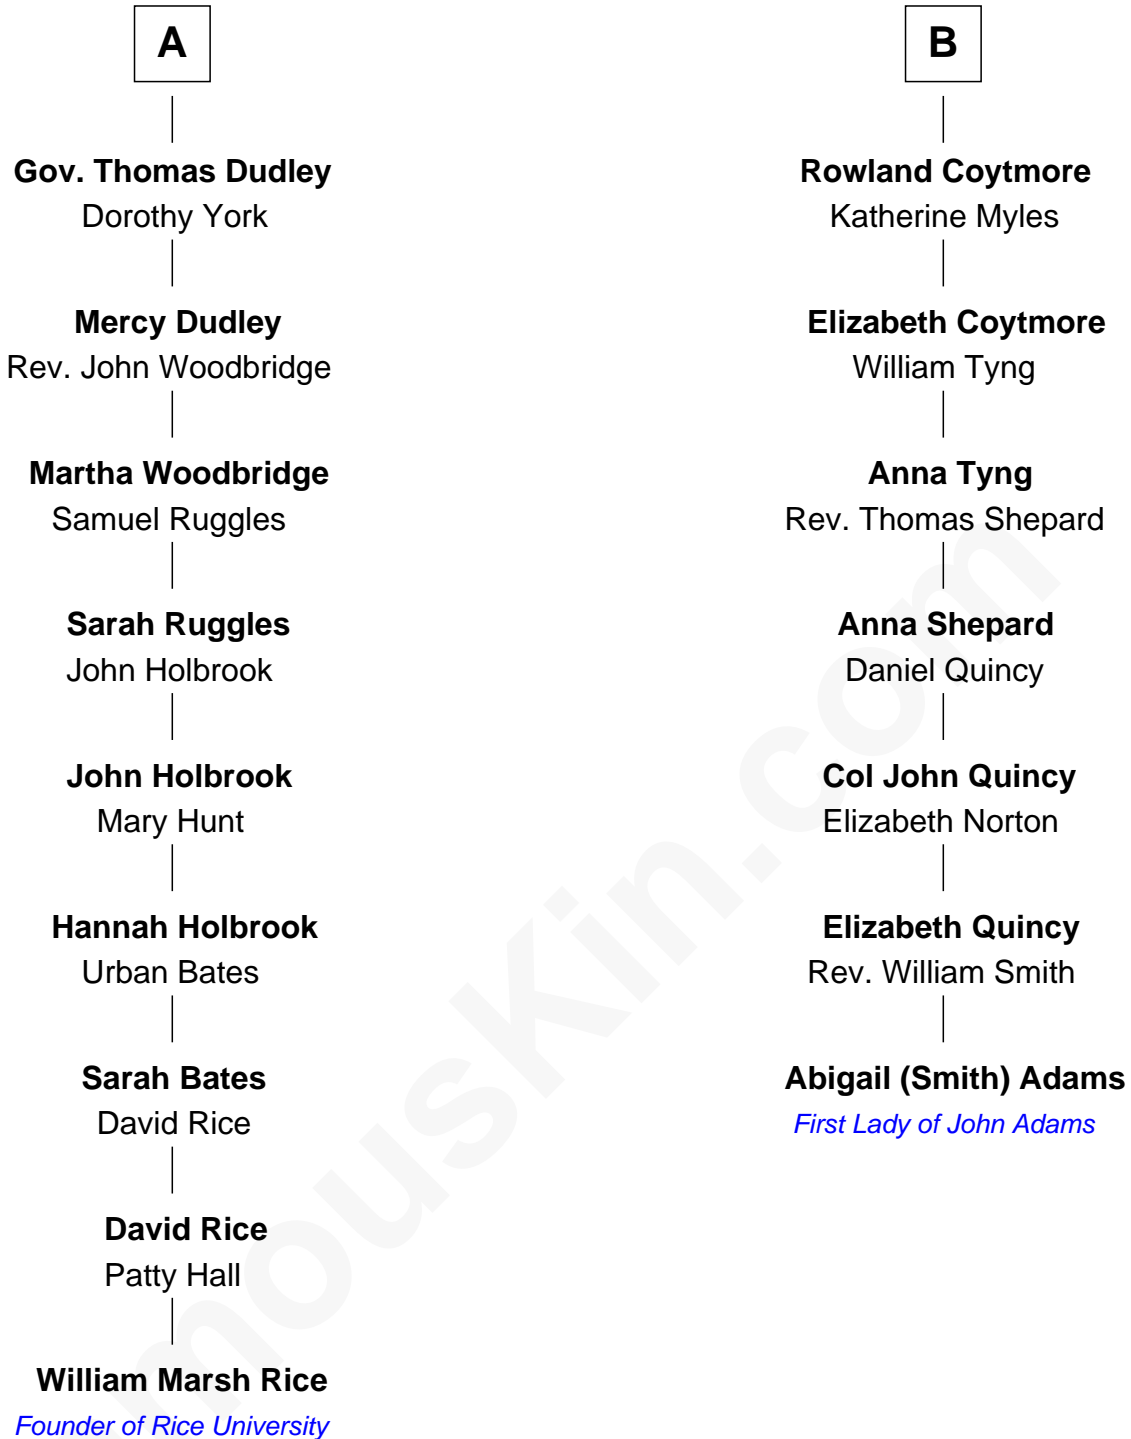 A
Gov. Thomas Dudley
Dorothy York
Mercy Dudley
Rev. John Woodbridge
Martha Woodbridge
Samuel Ruggles
Sarah Ruggles
John Holbrook
John Holbrook
Mary Hunt
Hannah Holbrook
Urban Bates
Sarah Bates
David Rice
David Rice
Patty Hall
William Marsh Rice
Founder of Rice University
B
Rowland Coytmore
Katherine Myles
Elizabeth Coytmore
William Tyng
Anna Tyng
Rev. Thomas Shepard
Anna Shepard
Daniel Quincy
Col John Quincy
Elizabeth Norton
Elizabeth Quincy
Rev. William Smith
Abigail (Smith) Adams
First Lady of John Adams
mousKin.com